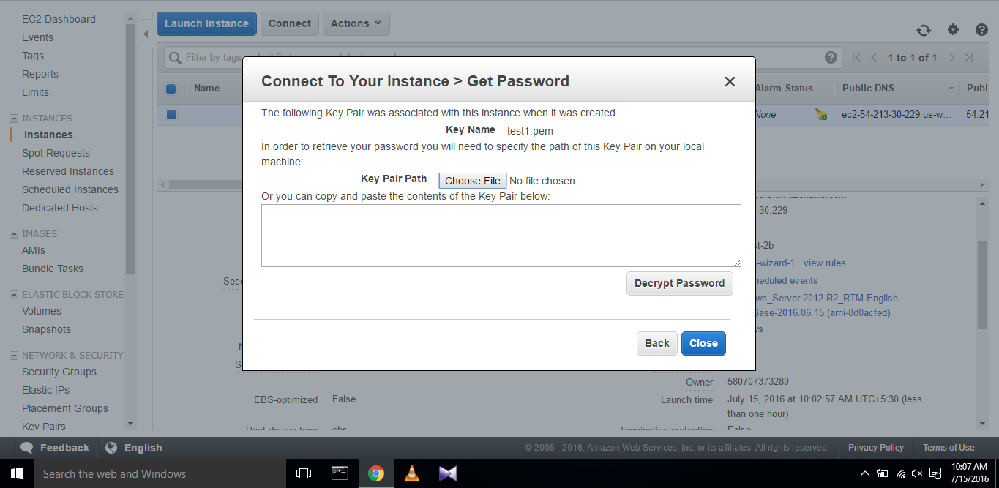 EC2 Dashboard
Events
Tags
Reports
Limits
INSTANCES
Instances
Spot Requests
Reserved Instances
Scheduled Instances
Dedicated Hosts
IMAGES
AMIs
Bundle Tasks
ELASTIC BLOCK STORE
Volumes
Snapshots
NETWORK & SECURITY
Security Groups
Elastic IPs
Placement Groups
Key Pairs
Launch Instance Connect Actions
Filter by tags and attributes or search by keyword
1 to 1 of 1
Name Alarm Status Public DNS Publ
None ec2-54-213-30-229.us-w... 54.21
Connect To Your Instance > Get Password
The following Key Pair was associated with this instance when it was created.
Key Name test1.pem
In order to retrieve your password you will need to specify the path of this Key Pair on your local
machine:
Key Pair Path Choose File No file chosen
Or you can copy and paste the contents of the Key Pair below:
Decrypt Password
Back Close
.30.229
t-2b
-wizard-1. view rules
Secu
eduled events
ws_Server-2012-R2_RTM-English-
Base-2016.06.15 (ami-8d0acfed)
ws
Owner 580707373280
EBS-optimized False
Launch time July 15, 2016 at 10:02:57 AM UTC+5:30 (less
than one hour)
Root device type ebs
Termination protection False
Feedback English
© 2008 - 2016, Amazon Web Services, Inc. or its affiliates. All rights reserved. Privacy Policy Terms of Use
Search the web and Windows
10:07 AM
7/15/2016